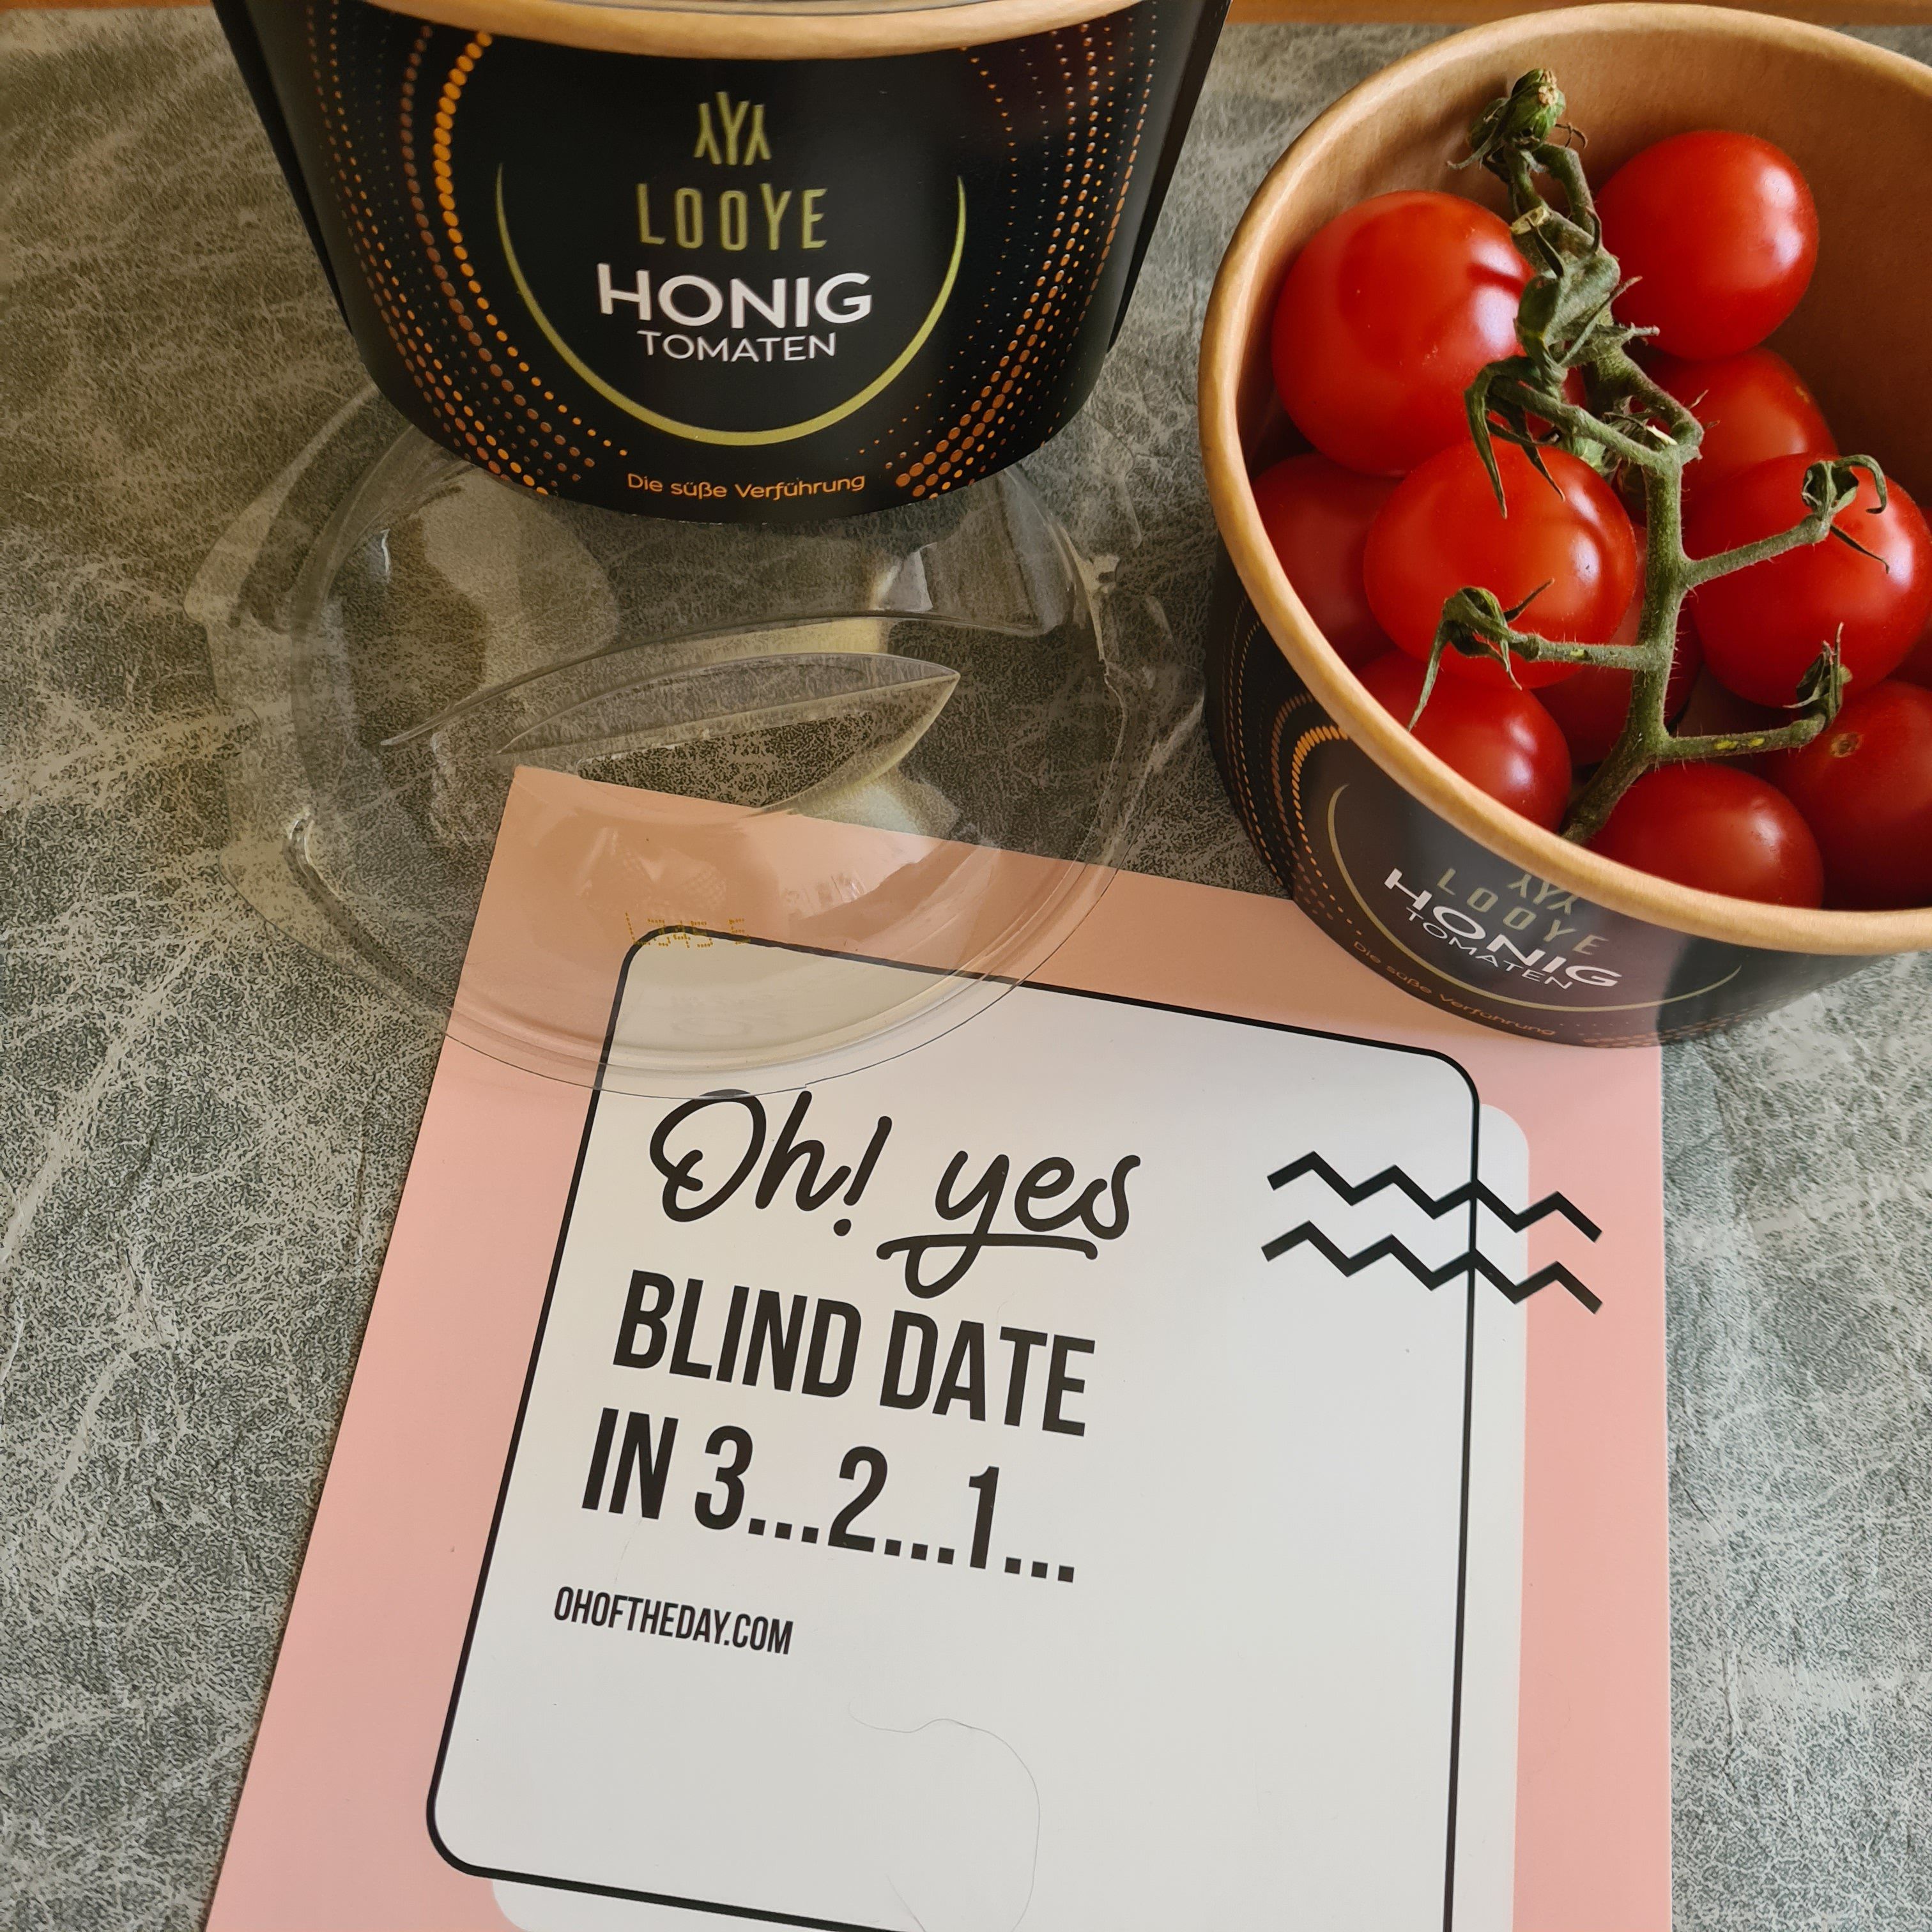 LOOYE
HONIG
TOMATEN
Die süße Verführung
LOOYE
HONIG
TOMATEN
Die süße Verführung
Oh! yes
BLIND DATE
IN 3...2...1...
OHOFTHEDAY.COM